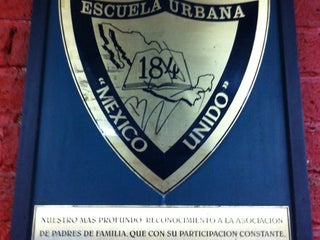 ESCUELA URBANA
184
"MEXICO
UNIDO"
NUESTRO MAS PROFUNDO RECONOCIMIENTO A LA ASOCIACION
DE PADRES DE FAMILIA, QUE CON SU PARTICIPACION CONSTANTE,